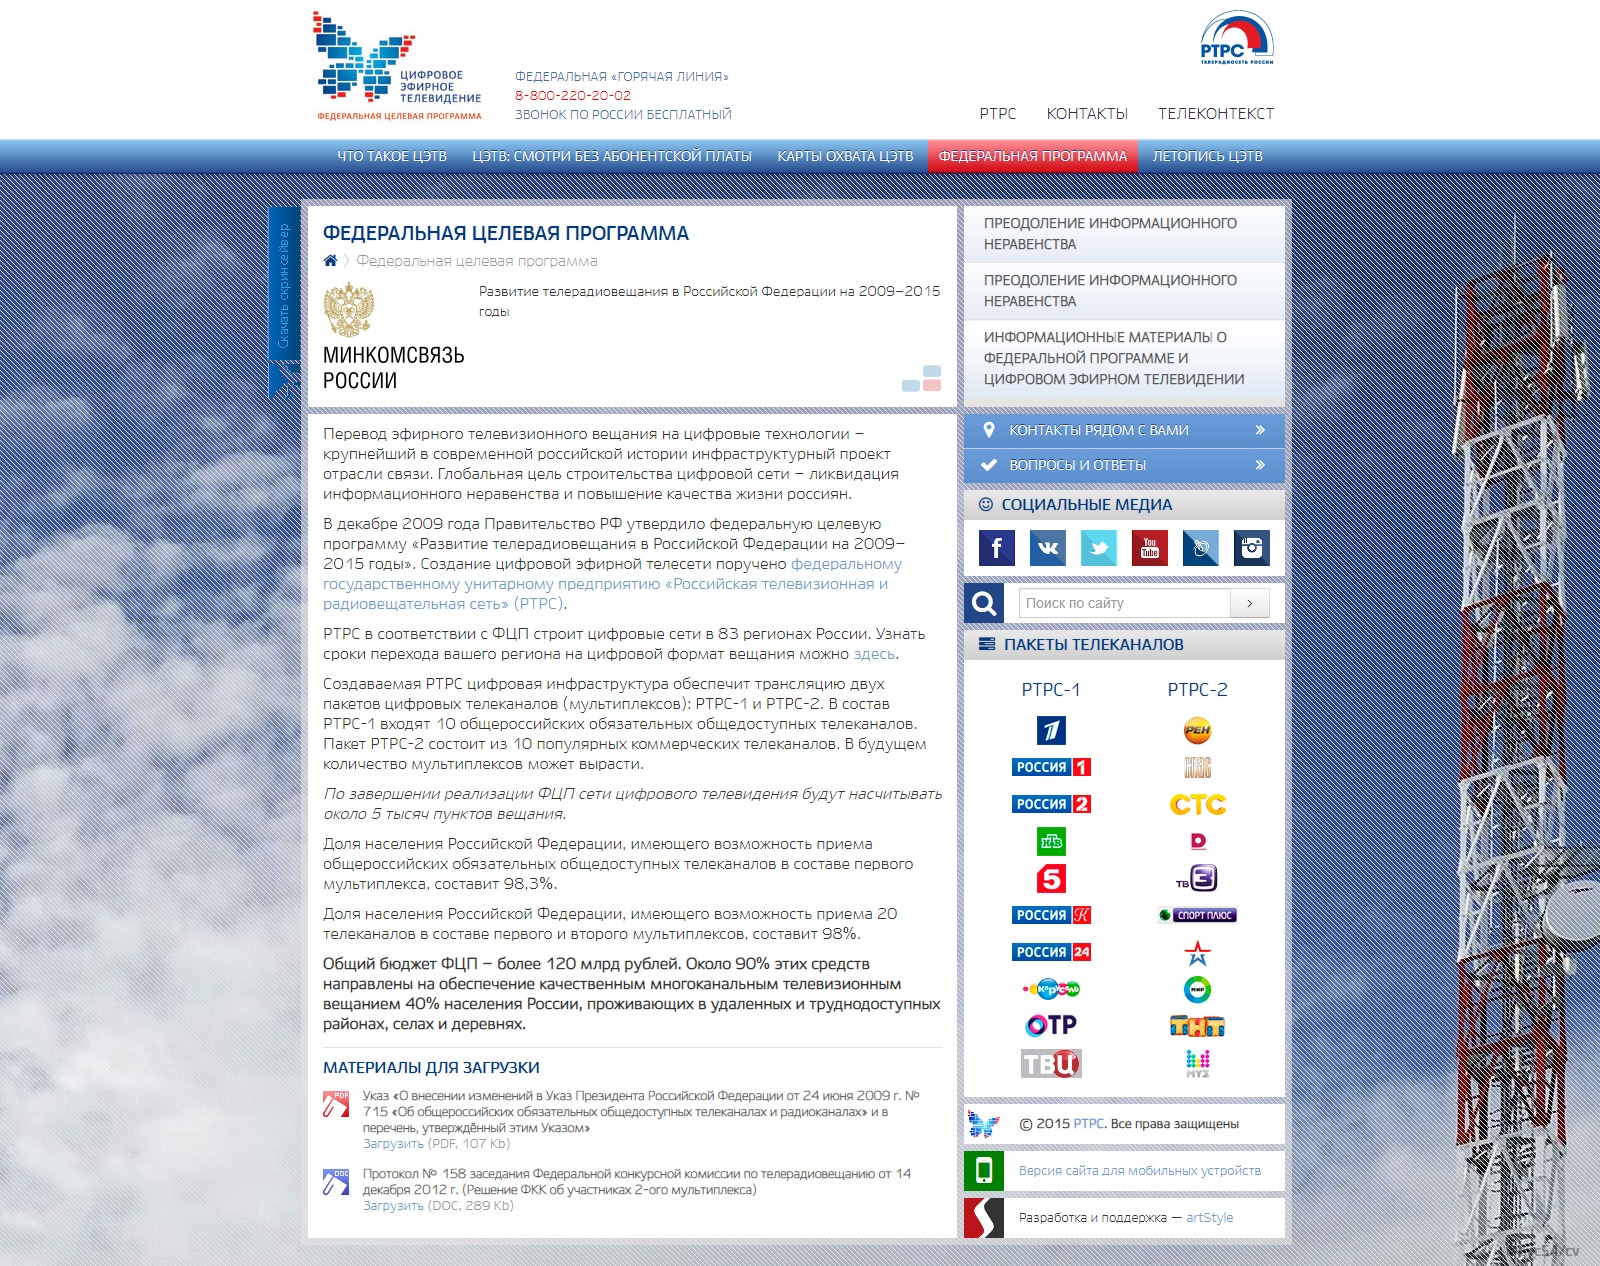 ЦИФРОВОЕ
ЭФИРНОЕ
ТЕЛЕВИДЕНИЕ
ФЕДЕРАЛЬНАЯ ЦЕЛЕВАЯ ПРОГРАММА
ФЕДЕРАЛЬНАЯ «ГОРЯЧАЯ ЛИНИЯ»
8-800-220-20-02
ЗВОНОК ПО РОССИИ БЕСПЛАТНЫЙ
РТРС
ТЕЛЕРАДИОСЕТЬ РОССИИ
РТРС КОНТАКТЫ ТЕЛЕКОНТЕКСТ
ЧТО ТАКОЕ ЦЭТВ ЦЭТВ: СМОТРИ БЕЗ АБОНЕНТСКОЙ ПЛАТЫ КАРТЫ ОХВАТА ЦЭТВ ФЕДЕРАЛЬНАЯ ПРОГРАММА ЛЕТОПИСЬ ЦЭТВ
Скачать скринсейвер
ФЕДЕРАЛЬНАЯ ЦЕЛЕВАЯ ПРОГРАММА
Федеральная целевая программа
МИНКОМСВЯЗЬ
РОССИИ
Развитие телерадиовещания в Российской Федерации на 2009–2015
годы
Перевод эфирного телевизионного вещания на цифровые технологии –
крупнейший в современной российской истории инфраструктурный проект
отрасли связи. Глобальная цель строительства цифровой сети – ликвидация
информационного неравенства и повышение качества жизни россиян.
В декабре 2009 года Правительство РФ утвердило федеральную целевую
программу «Развитие телерадиовещания в Российской Федерации на 2009–
2015 годы». Создание цифровой эфирной телесети поручено федеральному
государственному унитарному предприятию «Российская телевизионная и
радиовещательная сеть» (РТРС).
РТРС в соответствии с ФЦП строит цифровые сети в 83 регионах России. Узнать
сроки перехода вашего региона на цифровой формат вещания можно здесь.
Создаваемая РТРС цифровая инфраструктура обеспечит трансляцию двух
пакетов цифровых телеканалов (мультиплексов): РТРС-1 и РТРС-2. В состав
РТРС-1 входят 10 общероссийских обязательных общедоступных телеканалов.
Пакет РТРС-2 состоит из 10 популярных коммерческих телеканалов. В будущем
количество мультиплексов может вырасти.
По завершении реализации ФЦП сети цифрового телевидения будут насчитывать
около 5 тысяч пунктов вещания.
Доля населения Российской Федерации, имеющего возможность приема
общероссийских обязательных общедоступных телеканалов в составе первого
мультиплекса, составит 98,3%.
Доля населения Российской Федерации, имеющего возможность приема 20
телеканалов в составе первого и второго мультиплексов, составит 98%.
Общий бюджет ФЦП – более 120 млрд рублей. Около 90% этих средств
направлены на обеспечение качественным многоканальным телевизионным
вещанием 40% населения России, проживающих в удаленных и труднодоступных
районах, селах и деревнях.
МАТЕРИАЛЫ ДЛЯ ЗАГРУЗКИ
PDF
Указ «О внесении изменений в Указ Президента Российской Федерации от 24 июня 2009 г. №
715 «Об общероссийских обязательных общедоступных телеканалах и радиоканалах» и в
перечень, утверждённый этим Указом»
Загрузить (PDF, 107 Kb)
DOC
Протокол № 158 заседания Федеральной конкурсной комиссии по телерадиовещанию от 14
декабря 2012 г. (Решение ФКК об участниках 2-ого мультиплекса)
Загрузить (DOC, 289 Kb)
ПРЕОДОЛЕНИЕ ИНФОРМАЦИОННОГО
НЕРАВЕНСТВА
ПРЕОДОЛЕНИЕ ИНФОРМАЦИОННОГО
НЕРАВЕНСТВА
ИНФОРМАЦИОННЫЕ МАТЕРИАЛЫ О
ФЕДЕРАЛЬНОЙ ПРОГРАММЕ И
ЦИФРОВОМ ЭФИРНОМ ТЕЛЕВИДЕНИИ
КОНТАКТЫ РЯДОМ С ВАМИ
ВОПРОСЫ И ОТВЕТЫ
СОЦИАЛЬНЫЕ МЕДИА
You Tube
Поиск по сайту
ПАКЕТЫ ТЕЛЕКАНАЛОВ
РТРС-1 РТРС-2
1 РЕН
РОССИЯ 1 СПАС
РОССИЯ 2 СТС
НТВ D
5 ТВ 3
РОССИЯ К СПОРТ ПЛЮС
РОССИЯ 24
КАРУСЕЛЬ МИР
ОТР ТНТ
ТВЦ МУЗ
© 2015 РТРС. Все права защищены
Версия сайта для мобильных устройств
Разработка и поддержка — artStyle